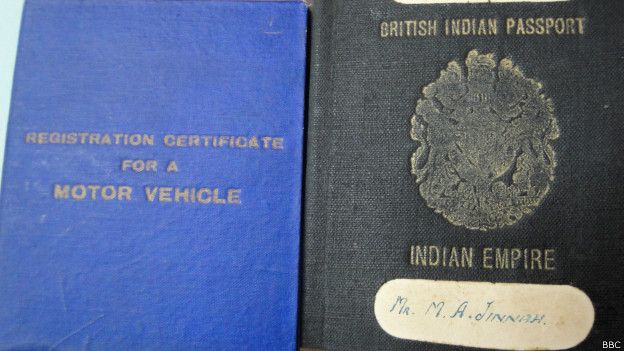 REGISTRATION CERTIFICATE
FOR A
MOTOR VEHICLE
BRITISH INDIAN PASSPORT
INDIAN EMPIRE
Mr. M. A. JINNAH.
BBC